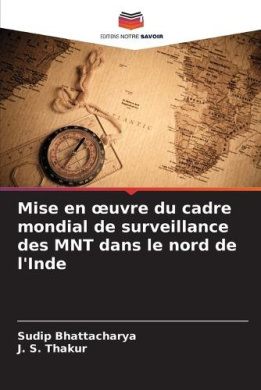 EDITIONS NOTRE SAVOIR
ATLANTIC
Mise en œuvre du cadre
mondial de surveillance
des MNT dans le nord de
l'Inde
Sudip Bhattacharya
J. S. Thakur